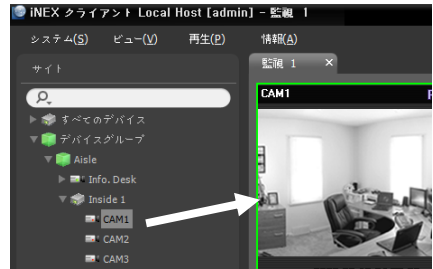 iNEX クライアント Local Host [admin] - 監視 1
システム(S) ビュー(V) 再生(P) 情報(A)
サイト
監視 1 ×
CAM1
すべてのデバイス
デバイスグループ
Aisle
Info. Desk
Inside 1
CAM1
CAM2
CAM3